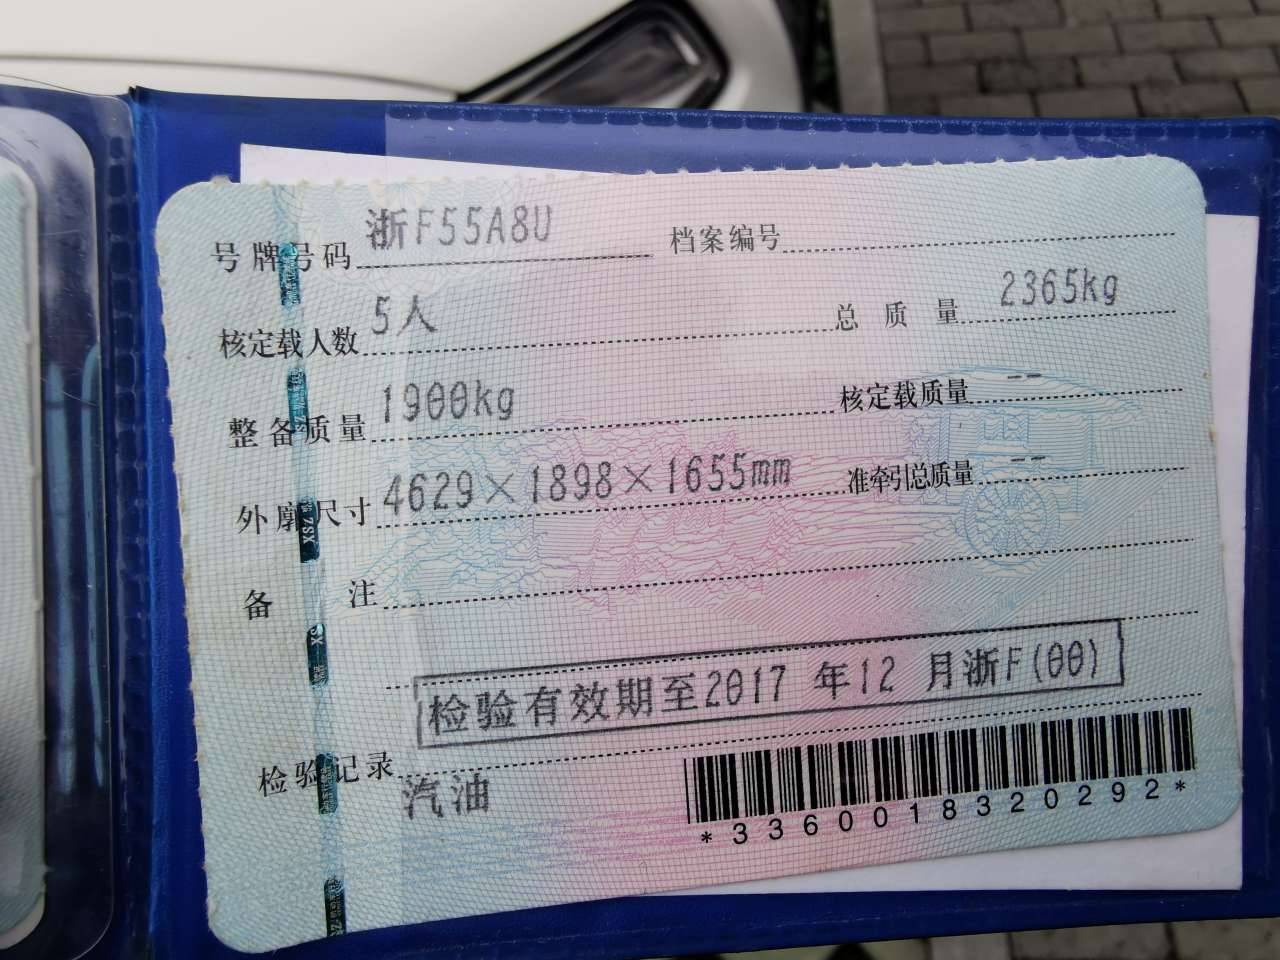 号牌号码 浙F55A8U 档案编号
核定载人数 5人 总质量 2365kg
整备质量 1900kg 核定载质量 --
外廓尺寸 4629×1898×1655mm 准牵引总质量 --
备注
检验有效期至2017年12月浙F(00)
检验记录
汽油
*3360018320292*